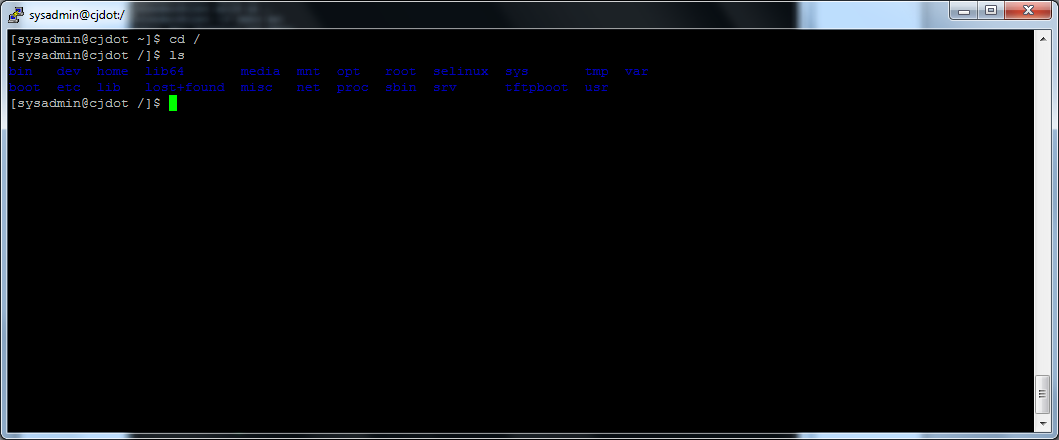 sysadmin@cjdot:/
[sysadmin@cjdot ~]$ cd /
[sysadmin@cjdot /]$ ls
bin dev home lib64 media mnt opt root selinux sys tmp var
boot etc lib lost+found misc net proc sbin srv tftpboot usr
[sysadmin@cjdot /]$